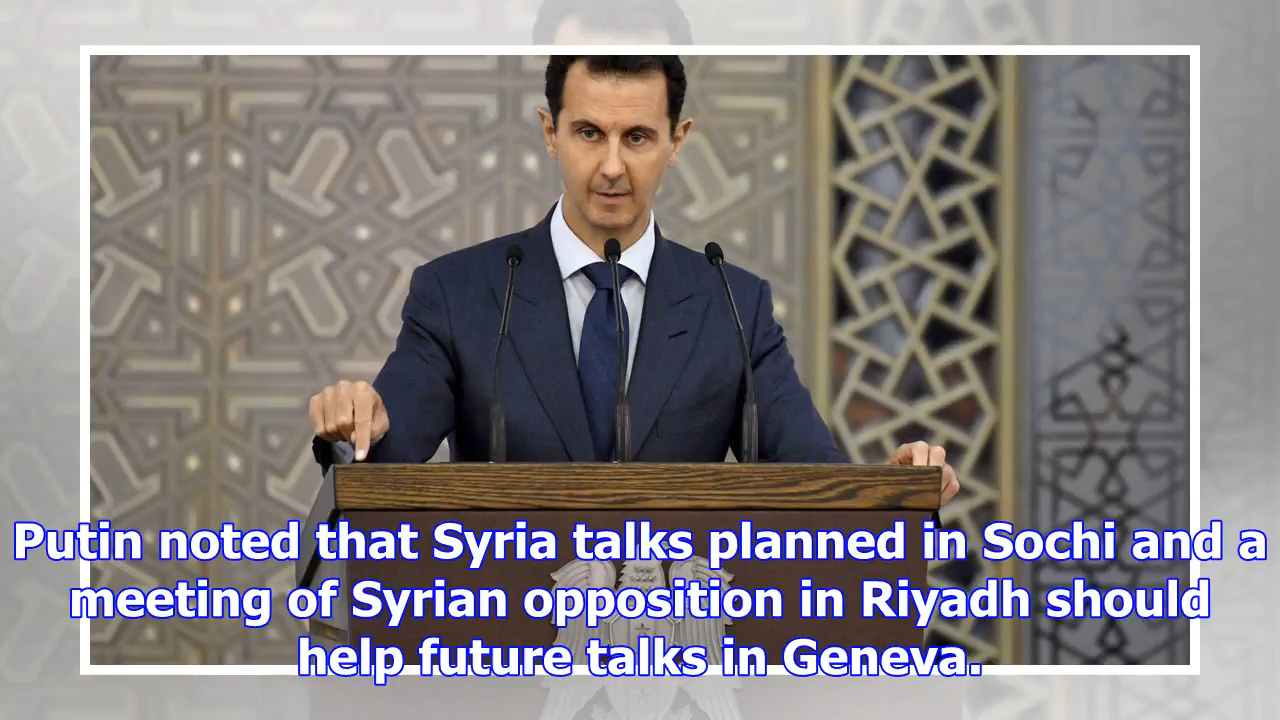 Putin noted that Syria talks planned in Sochi and a
meeting of Syrian opposition in Riyadh should
help future talks in Geneva.